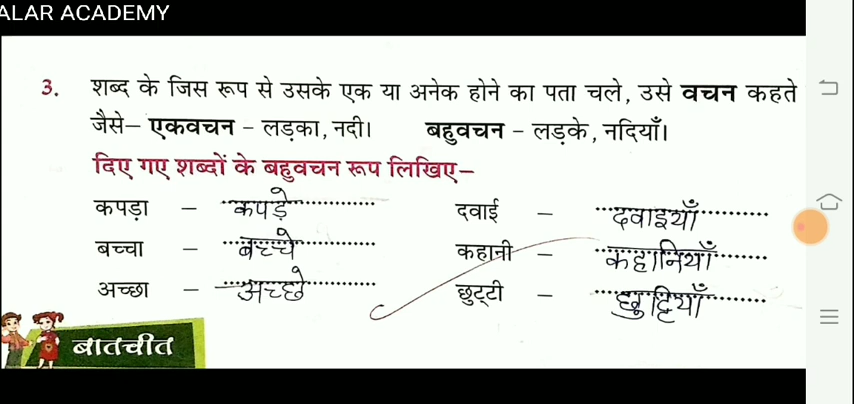 ALAR ACADEMY
3. शब्द के जिस रूप से उसके एक या अनेक होने का पता चले, उसे वचन कहते
जैसे– एकवचन – लड़का, नदी। बहुवचन – लड़के, नदियाँ।
दिए गए शब्दों के बहुवचन रूप लिखिए–
कपड़ा – कपड़े दवाई – दवाइयाँ
बच्चा – बच्चे कहानी – कहानियाँ
अच्छा – अच्छे छुट्टी – छुट्टियाँ
बातचीत